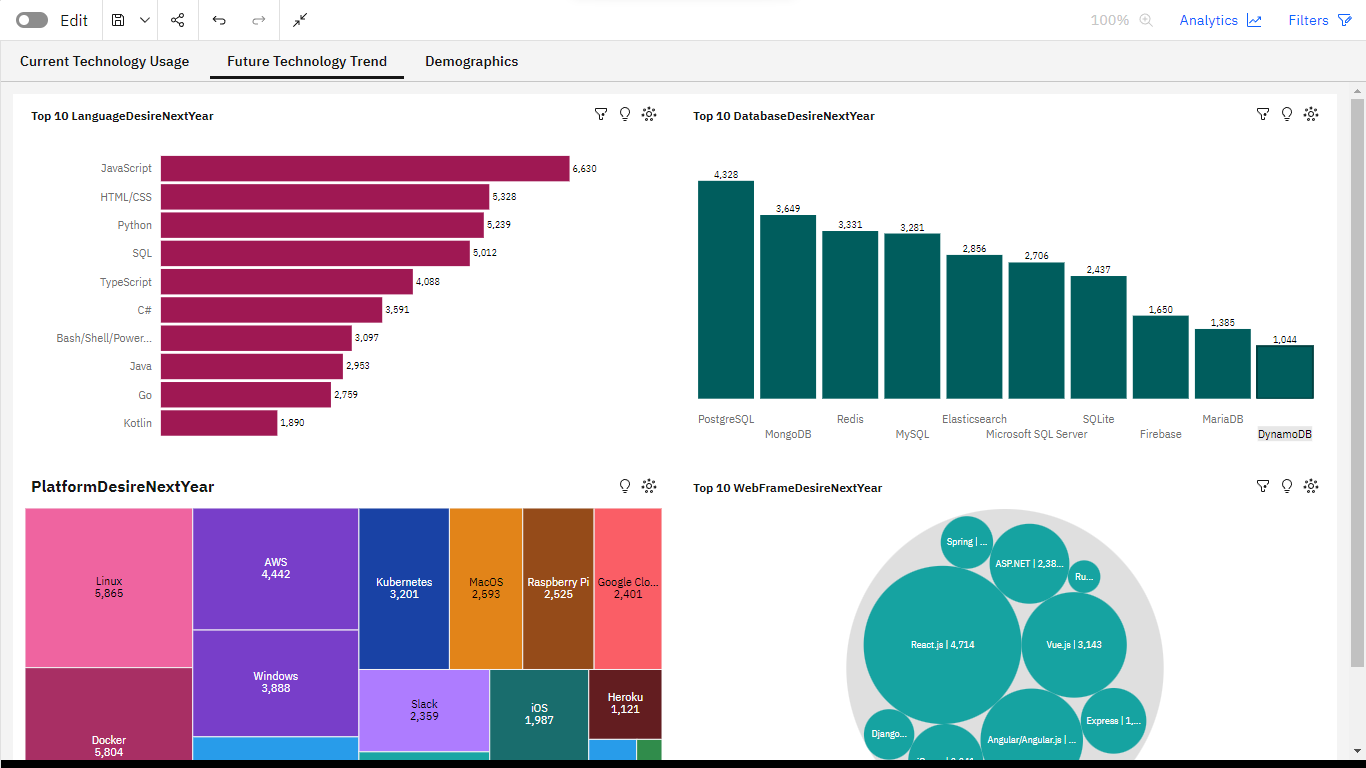 Edit
100%
Analytics
Filters
Current Technology Usage
Future Technology Trend
Demographics
Top 10 LanguageDesireNextYear
JavaScript 6,630
HTML/CSS 5,328
Python 5,239
SQL 5,012
TypeScript 4,088
C# 3,591
Bash/Shell/Power... 3,097
Java 2,953
Go 2,759
Kotlin 1,890
Top 10 DatabaseDesireNextYear
4,328
3,649
3,331
3,281
2,856
2,706
2,437
1,650
1,385
1,044
PostgreSQL
MongoDB
Redis
MySQL
Elasticsearch
Microsoft SQL Server
SQLite
Firebase
MariaDB
DynamoDB
PlatformDesireNextYear
Linux
5,865
AWS
4,442
Kubernetes
3,201
MacOS
2,593
Raspberry Pi
2,525
Google Clo...
2,401
Windows
3,888
Slack
2,359
iOS
1,987
Heroku
1,121
Docker
5,804
Top 10 WebFrameDesireNextYear
Spring | ...
ASP.NET | 2,38...
Ru...
React.js | 4,714
Vue.js | 3,143
Express | 1,...
Django...
Angular/Angular.js | ...